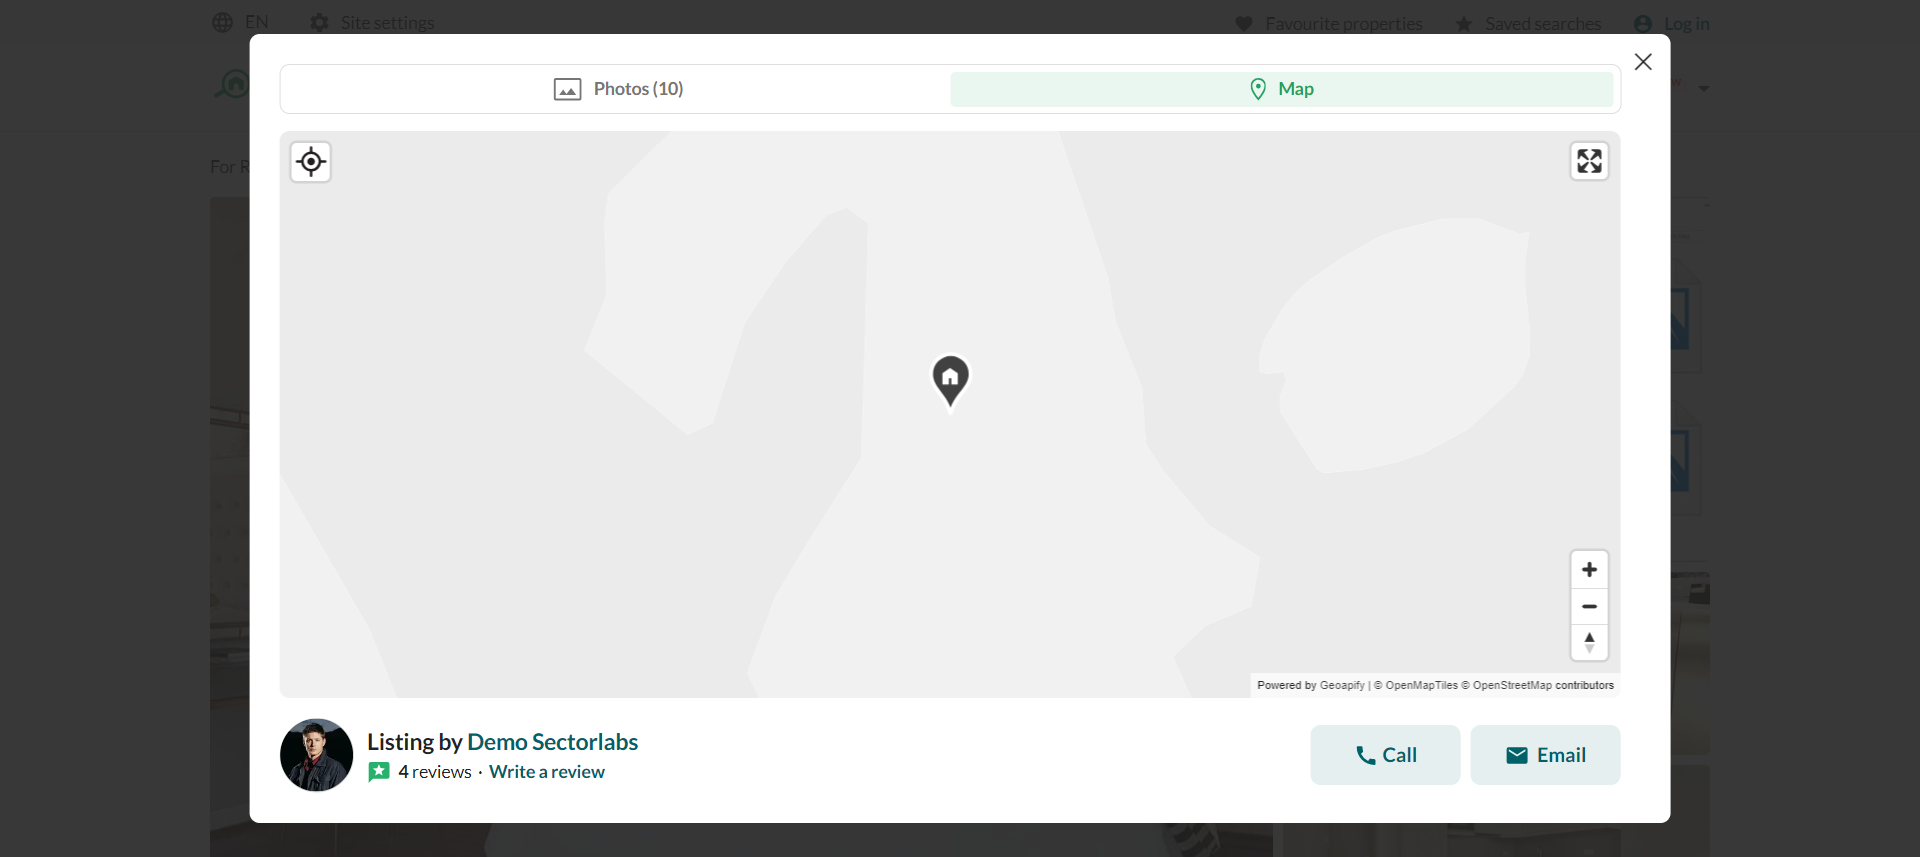 EN
Site settings
Favourite properties
Saved searches
Log in
Photos (10)
Map
For
Powered by Geoapify | © OpenMapTiles © OpenStreetMap contributors
Listing by Demo Sectorlabs
4 reviews · Write a review
Call
Email